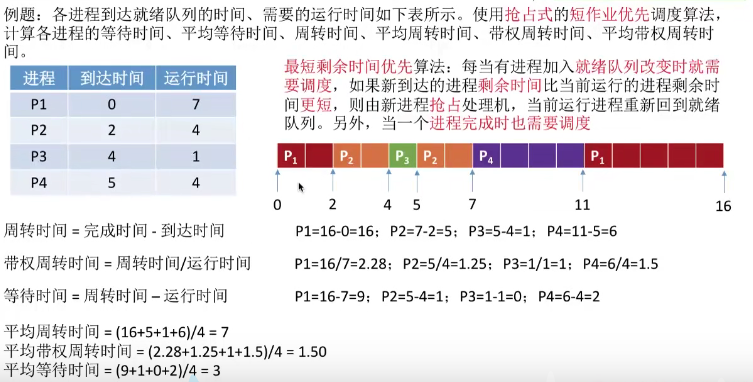 例题：各进程到达就绪队列的时间、需要的运行时间如下表所示。使用抢占式的短作业优先调度算法，
计算各进程的等待时间、平均等待时间、周转时间、平均周转时间、带权周转时间、平均带权周转时
间。
进程 到达时间 运行时间
P1 0 7
P2 2 4
P3 4 1
P4 5 4
最短剩余时间优先算法：每当有进程加入就绪队列改变时就需
要调度，如果新到达的进程剩余时间比当前运行的进程剩余时
间更短，则由新进程抢占处理机，当前运行进程重新回到就绪
队列。另外，当一个进程完成时也需要调度
P1 P2 P3 P2 P4 P1
0 2 4 5 7 11 16
周转时间 = 完成时间 - 到达时间 P1=16-0=16；P2=7-2=5；P3=5-4=1；P4=11-5=6
带权周转时间 = 周转时间/运行时间 P1=16/7=2.28；P2=5/4=1.25；P3=1/1=1；P4=6/4=1.5
等待时间 = 周转时间 – 运行时间 P1=16-7=9；P2=5-4=1；P3=1-1=0；P4=6-4=2
平均周转时间 = (16+5+1+6)/4 = 7
平均带权周转时间 = (2.28+1.25+1+1.5)/4 = 1.50
平均等待时间 = (9+1+0+2)/4 = 3